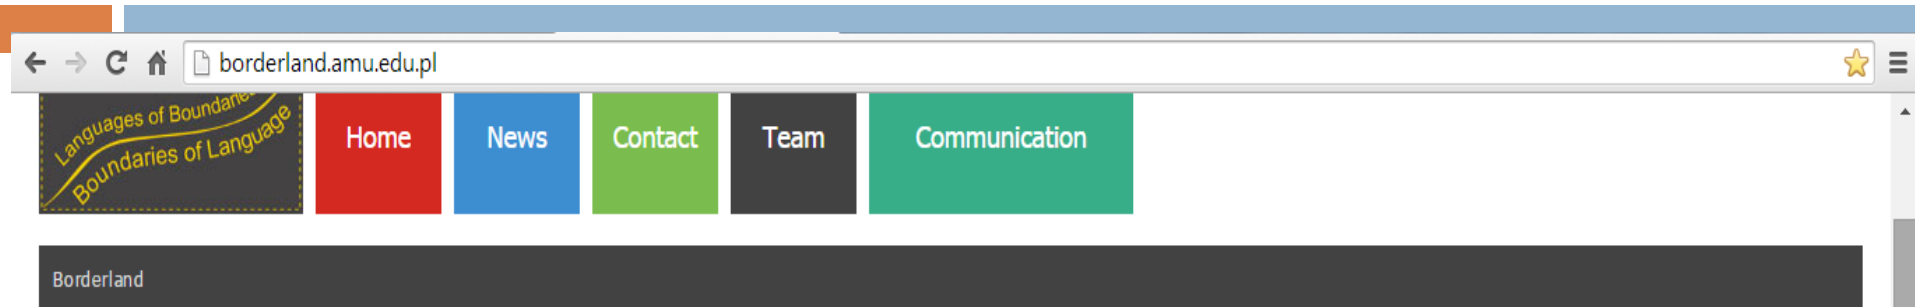 borderland.amu.edu.pl
Languages of Boundaries
Boundaries of Language
Home
News
Contact
Team
Communication
Borderland